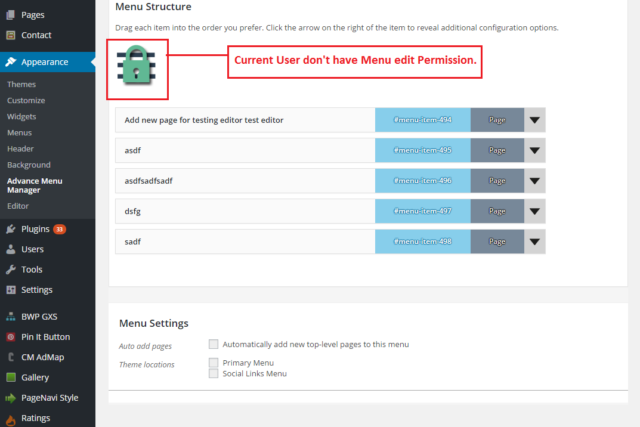 Pages
Contact
Appearance
Themes
Customize
Widgets
Menus
Header
Background
Advance Menu
Manager
Editor
Plugins 33
Users
Tools
Settings
BWP GXS
Pin It Button
CM AdMap
Gallery
PageNavi Style
Ratings
Menu Structure
Drag each item into the order you prefer. Click the arrow on the right of the item to reveal additional configuration options.
Current User don't have Menu edit Permission.
Add new page for testing editor test editor #menu-item-494 Page
asdf #menu-item-495 Page
asdfsadfsadf #menu-item-496 Page
dsfg #menu-item-497 Page
sadf #menu-item-498 Page
Menu Settings
Auto add pages Automatically add new top-level pages to this menu
Theme locations Primary Menu
Social Links Menu